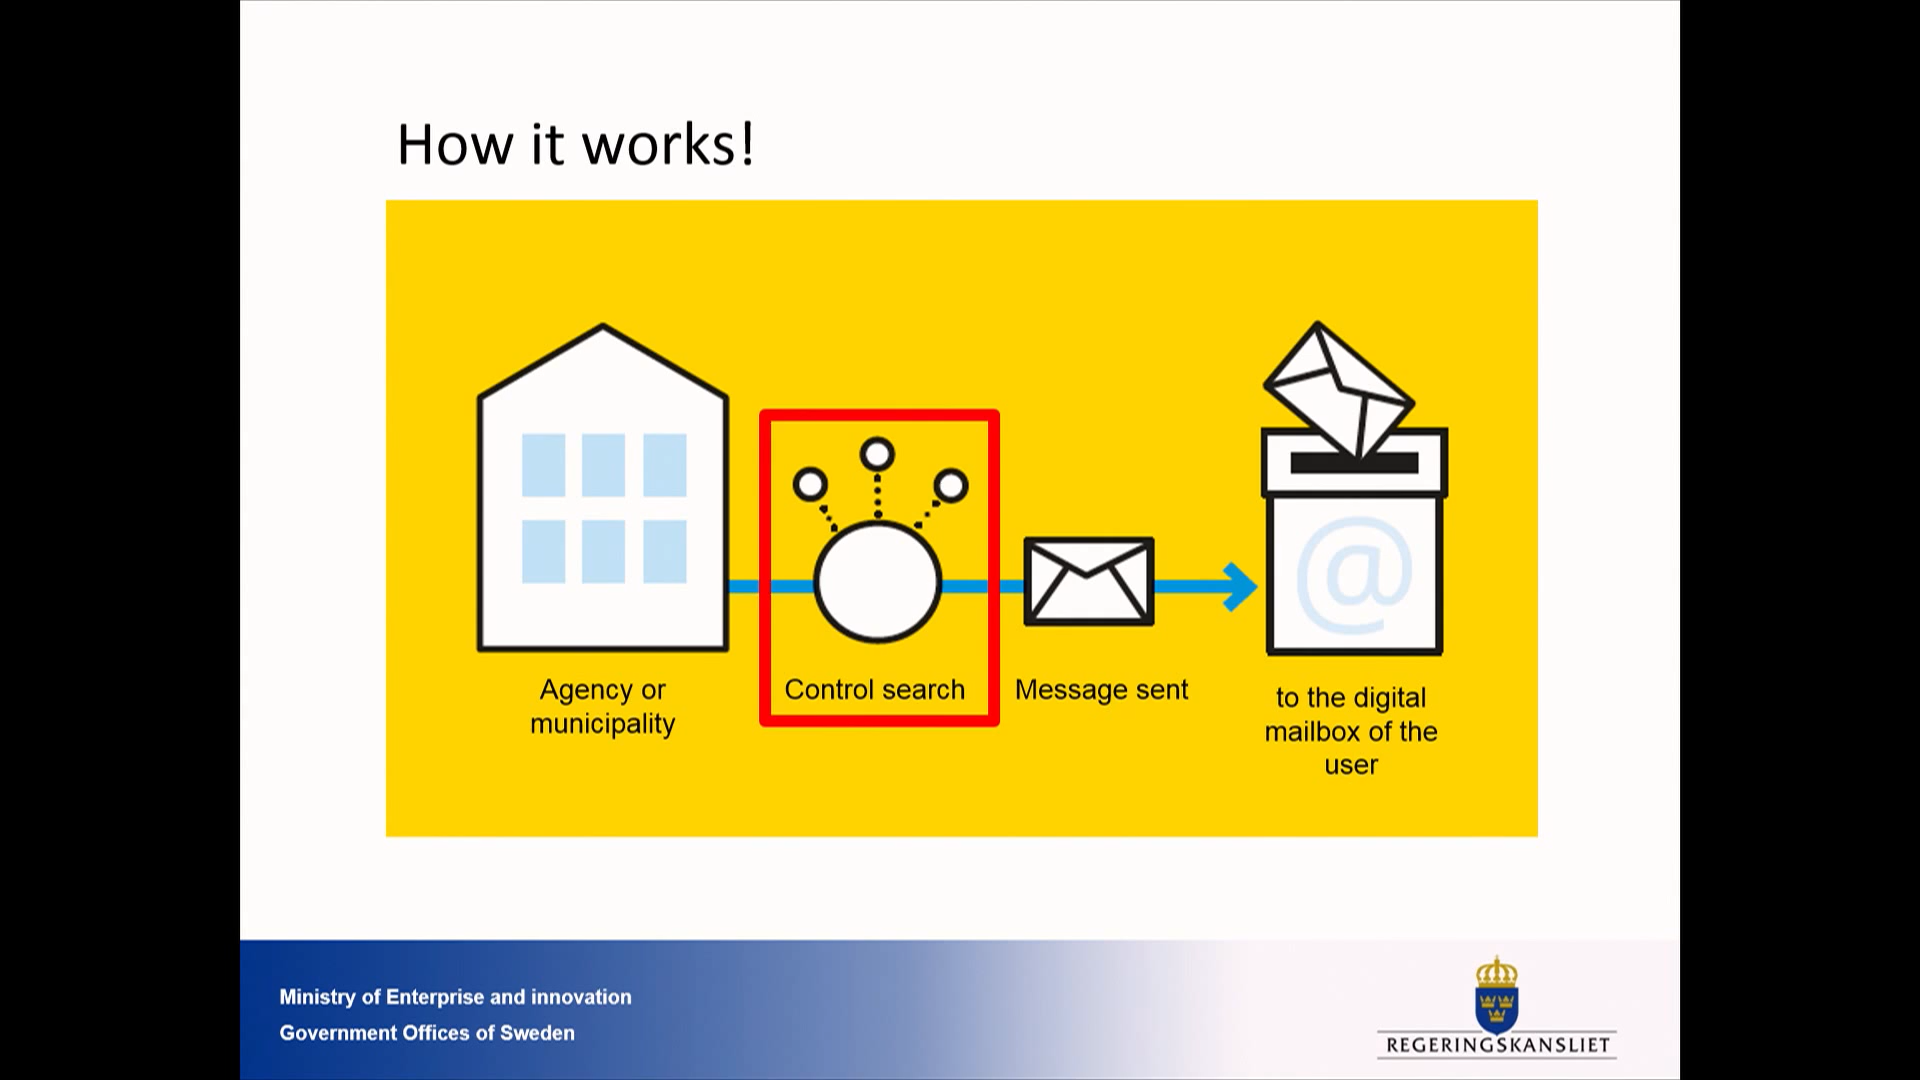 How it works!
@
Agency or
municipality
Control search
Message sent
to the digital
mailbox of the
user
Ministry of Enterprise and innovation
Government Offices of Sweden
REGERINGSKANSLIET